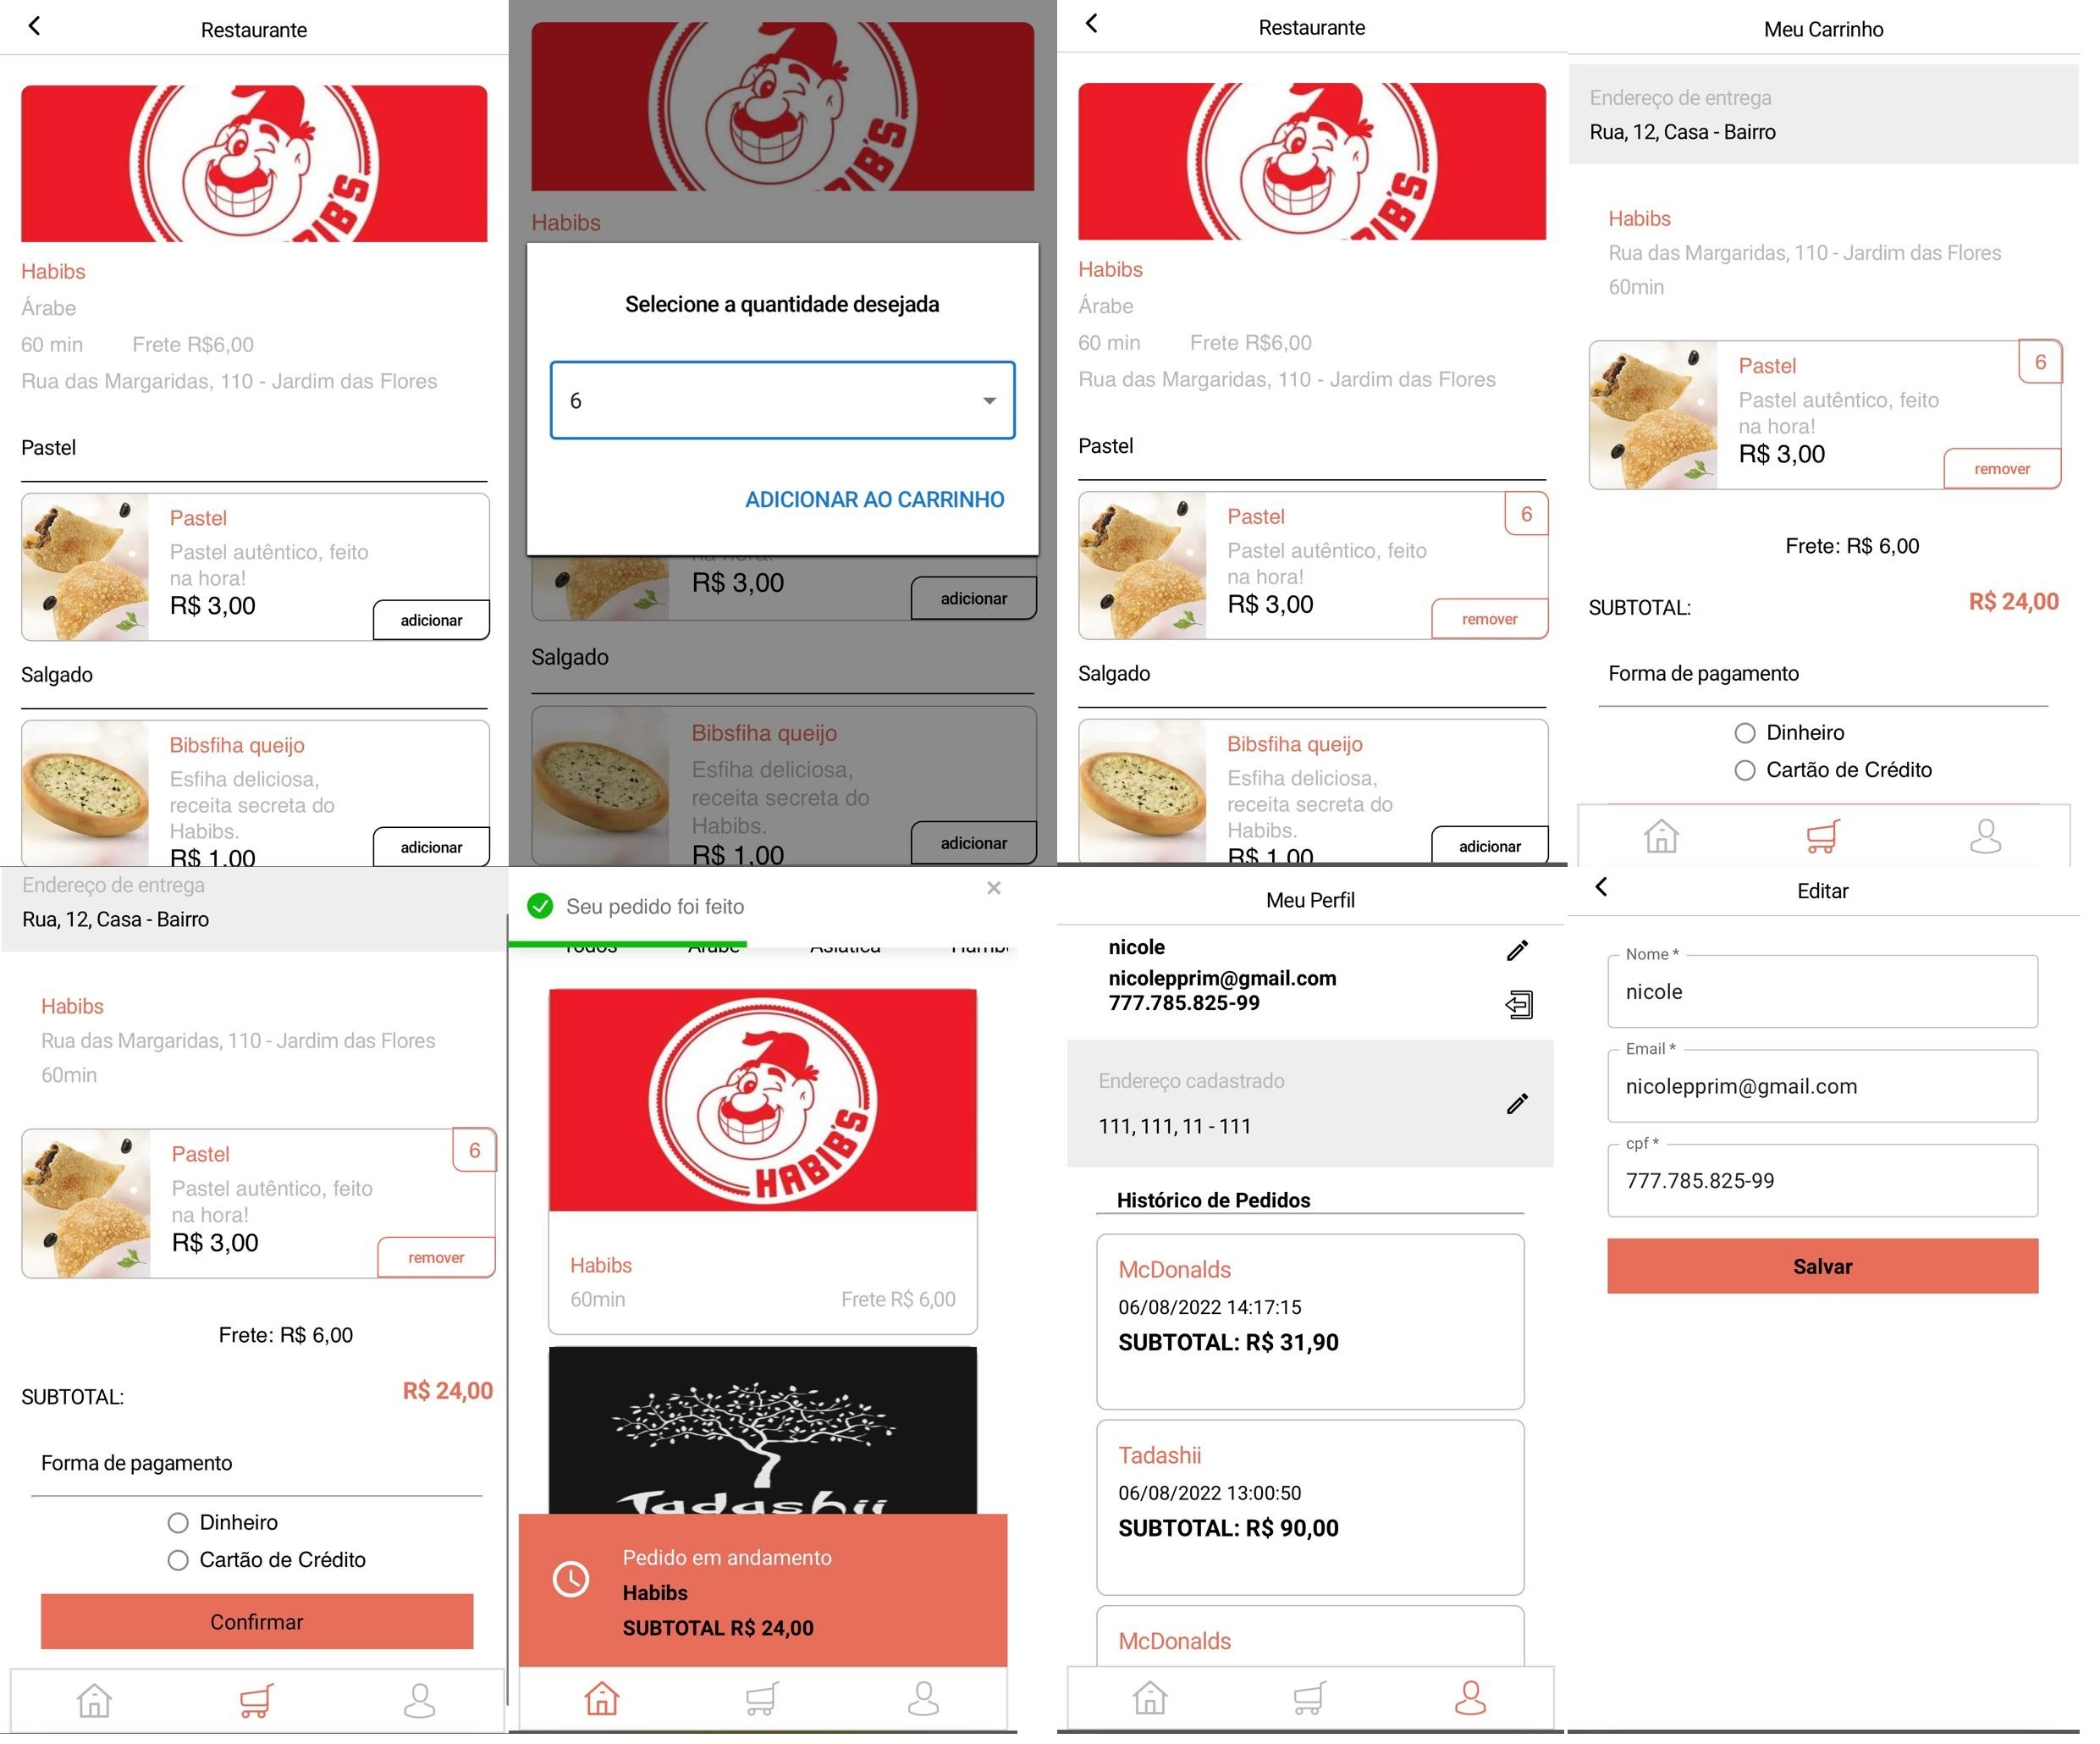 Restaurante
BIB'S
Habibs
Árabe
60 min Frete R$6,00
Rua das Margaridas, 110 - Jardim das Flores
Pastel
Pastel
Pastel autêntico, feito
na hora!
R$ 3,00
adicionar
Salgado
Bibsfiha queijo
Esfiha deliciosa,
receita secreta do
Habibs.
R$ 1,00
adicionar
BIB'S
Habibs
Selecione a quantidade desejada
6
ADICIONAR AO CARRINHO
na hora!
R$ 3,00
adicionar
Salgado
Bibsfiha queijo
Esfiha deliciosa,
receita secreta do
Habibs.
R$ 1,00
adicionar
Restaurante
BIB'S
Habibs
Árabe
60 min Frete R$6,00
Rua das Margaridas, 110 - Jardim das Flores
Pastel
Pastel
6
Pastel autêntico, feito
na hora!
R$ 3,00
remover
Salgado
Bibsfiha queijo
Esfiha deliciosa,
receita secreta do
Habibs.
R$ 1,00
adicionar
Meu Carrinho
Endereço de entrega
Rua, 12, Casa - Bairro
Habibs
Rua das Margaridas, 110 - Jardim das Flores
60min
Pastel
6
Pastel autêntico, feito
na hora!
R$ 3,00
remover
Frete: R$ 6,00
SUBTOTAL: R$ 24,00
Forma de pagamento
Dinheiro
Cartão de Crédito
Endereço de entrega
Rua, 12, Casa - Bairro
Habibs
Rua das Margaridas, 110 - Jardim das Flores
60min
Pastel
6
Pastel autêntico, feito
na hora!
R$ 3,00
remover
Frete: R$ 6,00
SUBTOTAL: R$ 24,00
Forma de pagamento
Dinheiro
Cartão de Crédito
Confirmar
Seu pedido foi feito
Todos Árabe Asiática Hamb
HABIB'S
Habibs
60min Frete R$ 6,00
Tadashii
Pedido em andamento
Habibs
SUBTOTAL R$ 24,00
Meu Perfil
nicole
nicolepprim@gmail.com
777.785.825-99
Endereço cadastrado
111, 111, 11 - 111
Histórico de Pedidos
McDonalds
06/08/2022 14:17:15
SUBTOTAL: R$ 31,90
Tadashii
06/08/2022 13:00:50
SUBTOTAL: R$ 90,00
McDonalds
Editar
Nome *
nicole
Email *
nicolepprim@gmail.com
cpf *
777.785.825-99
Salvar